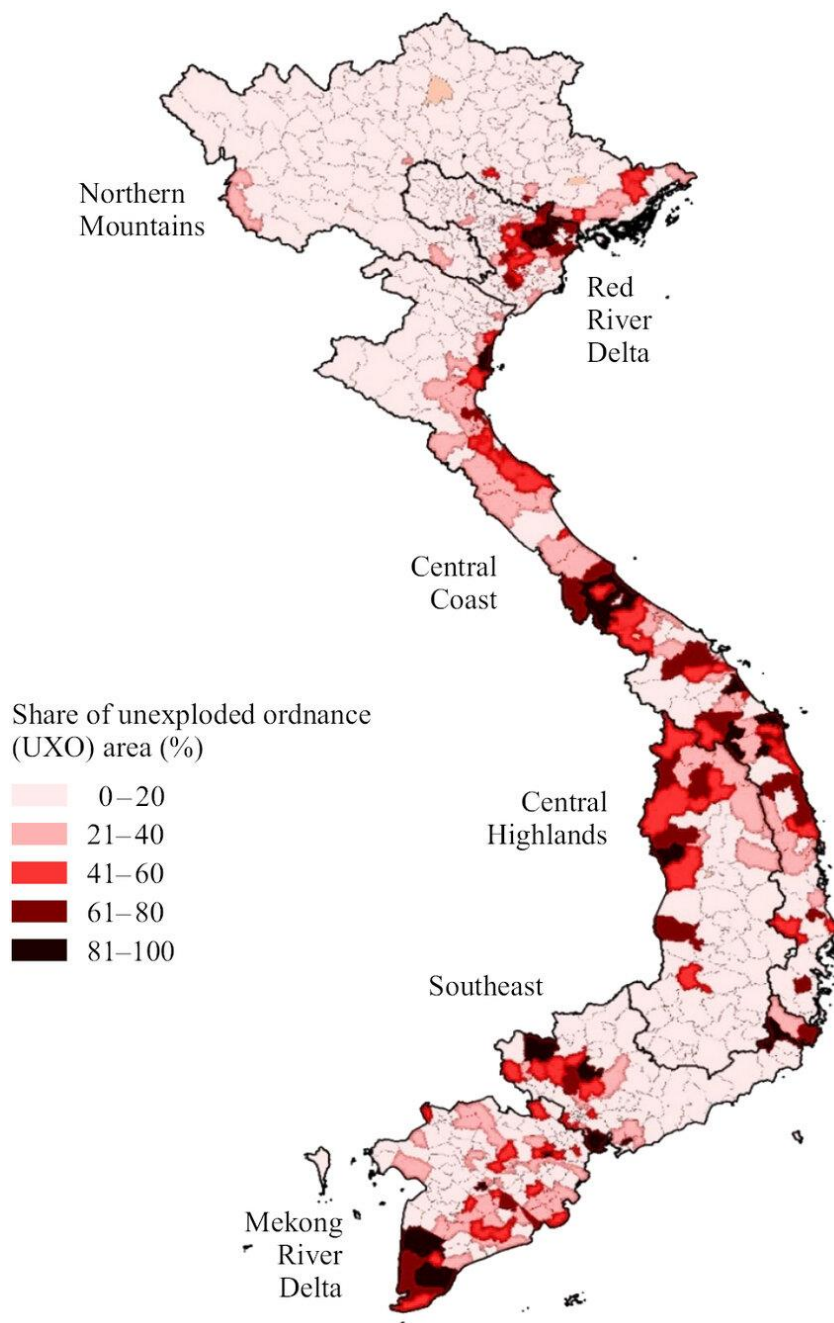 Northern
Mountains
Red
River
Delta
Central
Coast
Share of unexploded ordnance
(UXO) area (%)
0–20
21–40
41–60
61–80
81–100
Central
Highlands
Southeast
Mekong
River
Delta